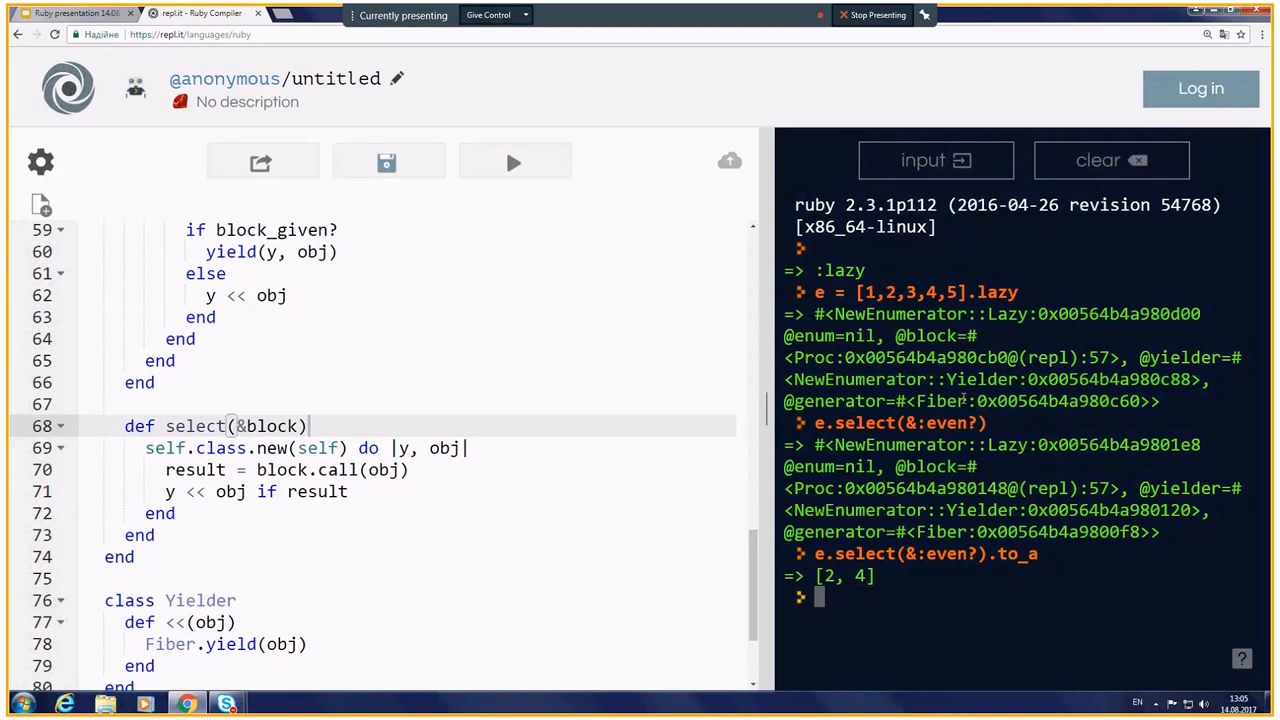 Ruby presentation 14.08
repl.it - Ruby Compiler
Currently presenting
Give Control
Stop Presenting
Надійне
https://repl.it/languages/ruby
@anonymous/untitled
No description
Log in
input
clear
59 if block_given?
60 yield(y, obj)
61 else
62 y << obj
63 end
64 end
65 end
66 end
67
68 def select(&block)
69 self.class.new(self) do |y, obj|
70 result = block.call(obj)
71 y << obj if result
72 end
73 end
74 end
75
76 class Yielder
77 def <<(obj)
78 Fiber.yield(obj)
79 end
80 end
ruby 2.3.1p112 (2016-04-26 revision 54768)
[x86_64-linux]
=> :lazy
e = [1,2,3,4,5].lazy
=> #<NewEnumerator::Lazy:0x00564b4a980d00
@enum=nil, @block=#
<Proc:0x00564b4a980cb0@(repl):57>, @yielder=#
<NewEnumerator::Yielder:0x00564b4a980c88>,
@generator=#<Fiber:0x00564b4a980c60>>
e.select(&:even?)
=> #<NewEnumerator::Lazy:0x00564b4a9801e8
@enum=nil, @block=#
<Proc:0x00564b4a980148@(repl):57>, @yielder=#
<NewEnumerator::Yielder:0x00564b4a980120>,
@generator=#<Fiber:0x00564b4a9800f8>>
e.select(&:even?).to_a
=> [2, 4]
?
EN
13:05
14.08.2017